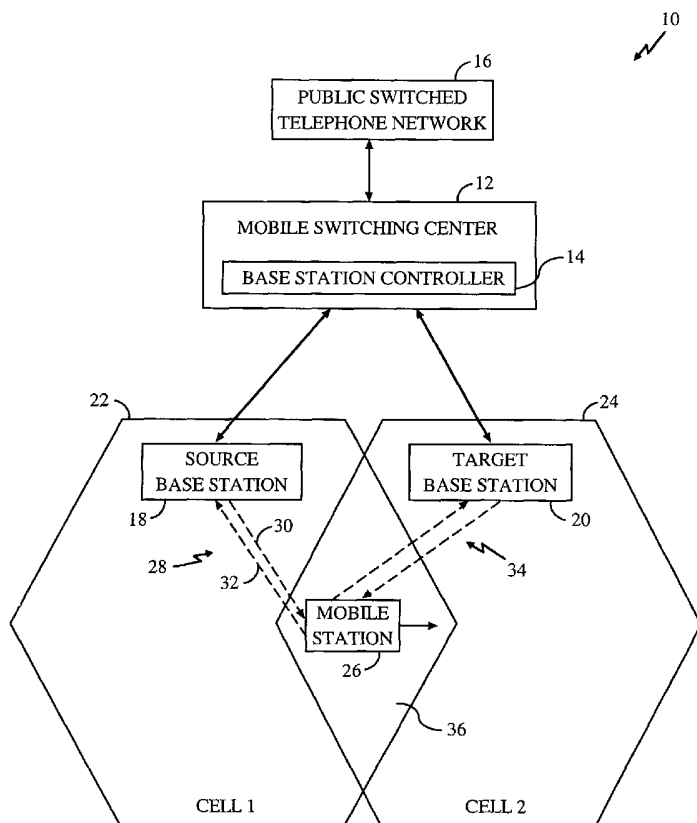 10
16
PUBLIC SWITCHED
TELEPHONE NETWORK
12
MOBILE SWITCHING CENTER
BASE STATION CONTROLLER
14
22
24
SOURCE
BASE STATION
TARGET
BASE STATION
18
30
20
28
32
34
MOBILE
STATION
26
36
CELL 1
CELL 2